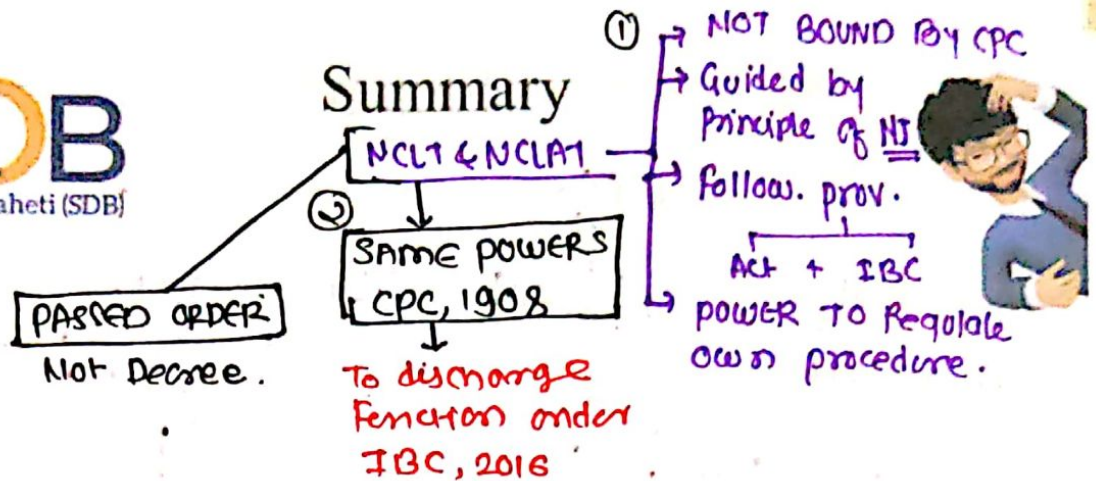 DB
aheti (SDB)
Summary
NCLT & NCLAT
① NOT BOUND BY CPC
Guided by
Principle of NJ
Follow. prov.
Act + IBC
POWER TO Regulate
own procedure.
②
SAME POWERS
CPC, 1908
To discharge
Function under
IBC, 2016
PASSED ORDER
Not Decree.